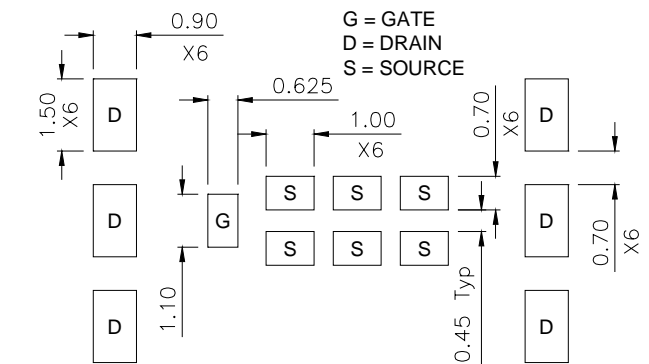 0.90
X6
G = GATE
D = DRAIN
S = SOURCE
1.50
X6
D
0.625
1.00
X6
0.70
X6
D
D
G
S S S
S S S
D
0.70
X6
1.10
0.45 Typ
D
D